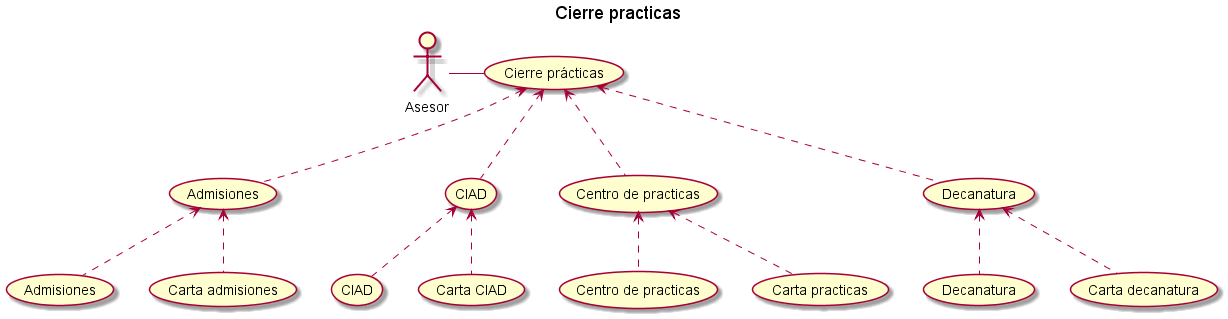 Cierre practicas
Cierre prácticas
Asesor
Admisiones
CIAD
Centro de practicas
Decanatura
Admisiones
Carta admisiones
CIAD
Carta CIAD
Centro de practicas
Carta practicas
Decanatura
Carta decanatura